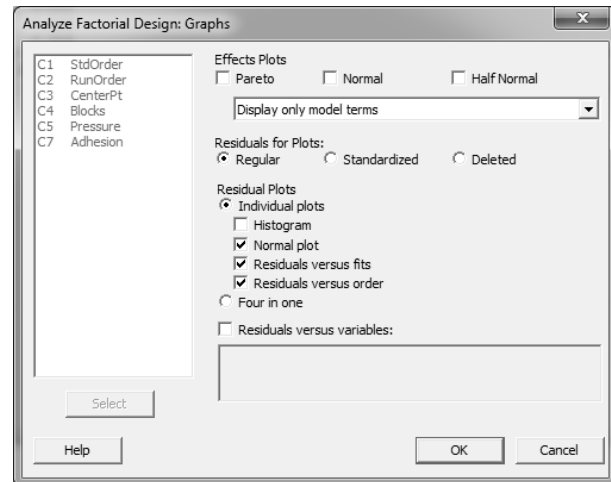 Analyze Factorial Design: Graphs
C1 StdOrder
C2 RunOrder
C3 CenterPt
C4 Blocks
C5 Pressure
C7 Adhesion
Select
Effects Plots
Pareto Normal Half Normal
Display only model terms
Residuals for Plots:
Regular Standardized Deleted
Residual Plots
Individual plots
Histogram
Normal plot
Residuals versus fits
Residuals versus order
Four in one
Residuals versus variables:
Help OK Cancel